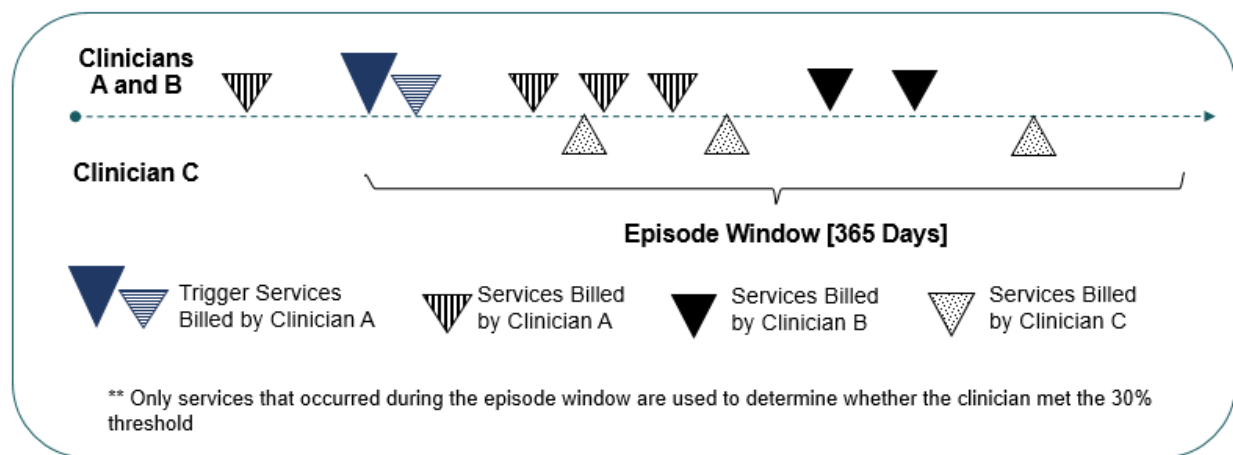 Clinicians
A and B
Clinician C
Episode Window [365 Days]
Trigger Services
Billed by Clinician A
Services Billed
by Clinician A
Services Billed
by Clinician B
Services Billed
by Clinician C
** Only services that occurred during the episode window are used to determine whether the clinician met the 30%
threshold